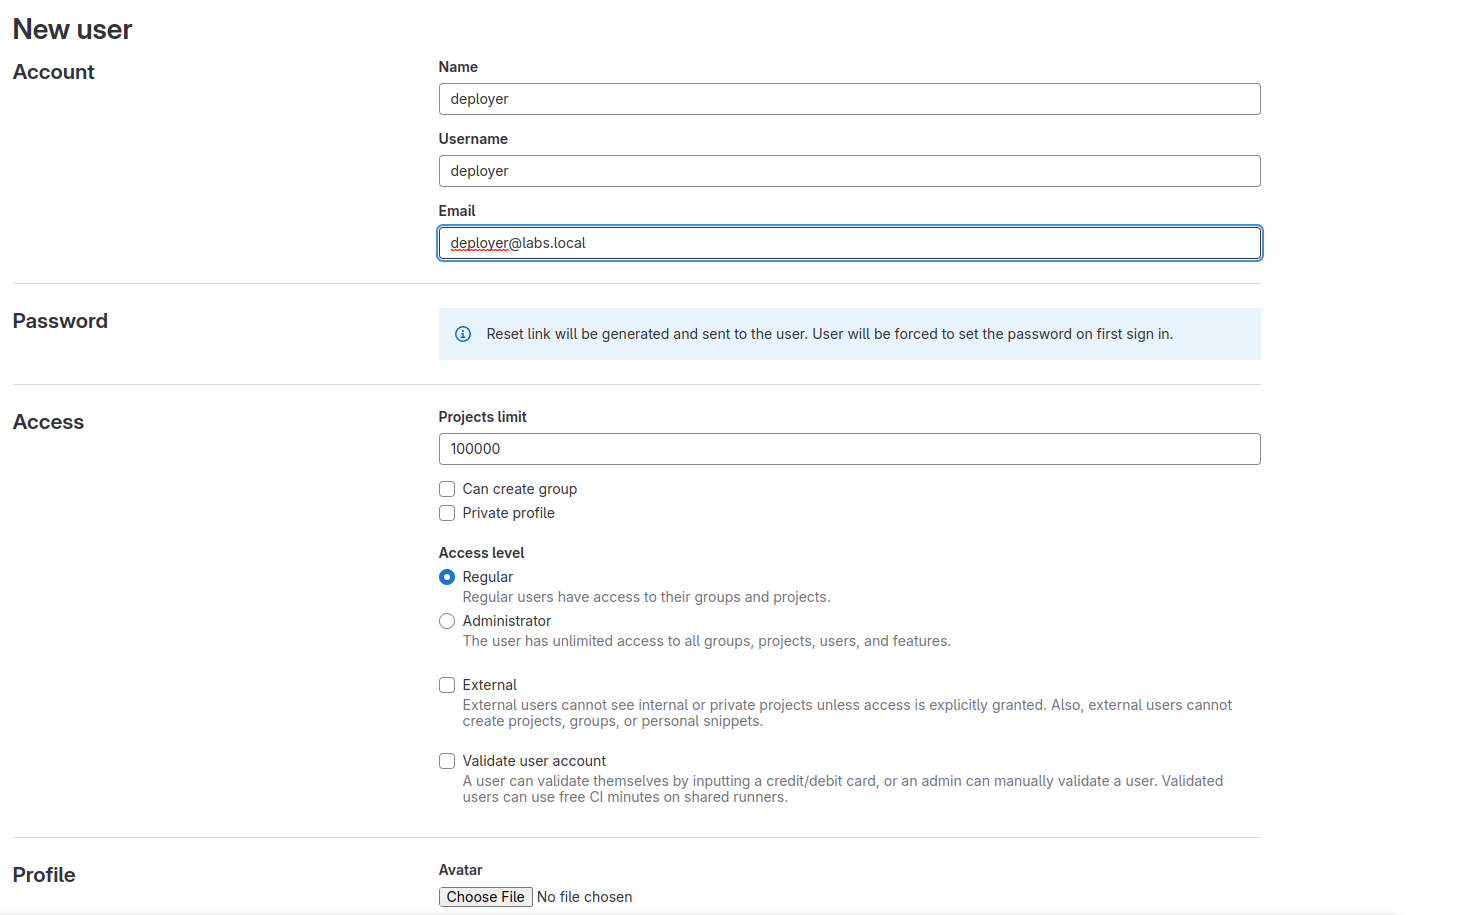 New user
Account
Name
deployer
Username
deployer
Email
deployer@labs.local
Password
Reset link will be generated and sent to the user. User will be forced to set the password on first sign in.
Access
Projects limit
100000
Can create group
Private profile
Access level
Regular
Regular users have access to their groups and projects.
Administrator
The user has unlimited access to all groups, projects, users, and features.
External
External users cannot see internal or private projects unless access is explicitly granted. Also, external users cannot
create projects, groups, or personal snippets.
Validate user account
A user can validate themselves by inputting a credit/debit card, or an admin can manually validate a user. Validated
users can use free CI minutes on shared runners.
Profile
Avatar
Choose File No file chosen